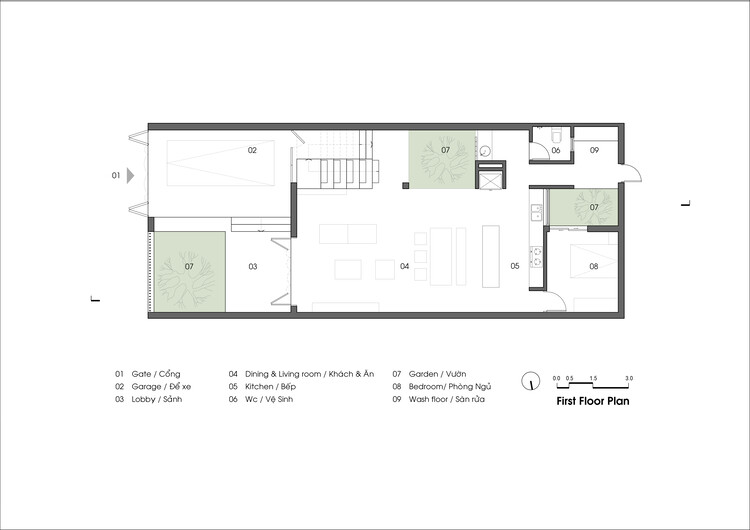 02
07
06
09
01
07
07
03
04
05
08
01 Gate / Cổng
02 Garage / Để xe
03 Lobby / Sảnh
04 Dining & Living room / Khách & Ăn
05 Kitchen / Bếp
06 Wc / Vệ Sinh
07 Garden / Vườn
08 Bedroom/ Phòng Ngủ
09 Wash floor / Sàn rửa
0.0 0.5 1.5 3.0
First Floor Plan